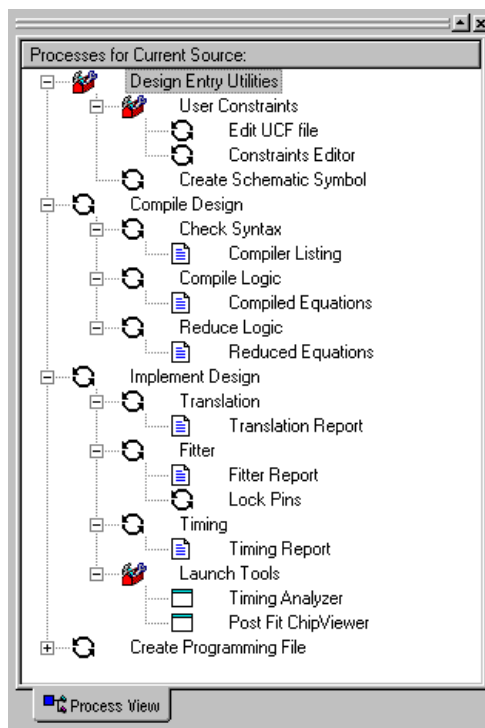 Processes for Current Source:
Design Entry Utilities
User Constraints
Edit UCF file
Constraints Editor
Create Schematic Symbol
Compile Design
Check Syntax
Compiler Listing
Compile Logic
Compiled Equations
Reduce Logic
Reduced Equations
Implement Design
Translation
Translation Report
Fitter
Fitter Report
Lock Pins
Timing
Timing Report
Launch Tools
Timing Analyzer
Post Fit ChipViewer
Create Programming File
Process View